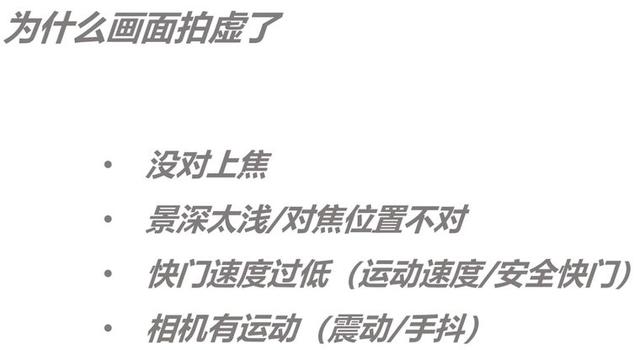 为什么画面拍虚了
• 没对上焦
• 景深太浅/对焦位置不对
• 快门速度过低（运动速度/安全快门）
• 相机有运动（震动/手抖）